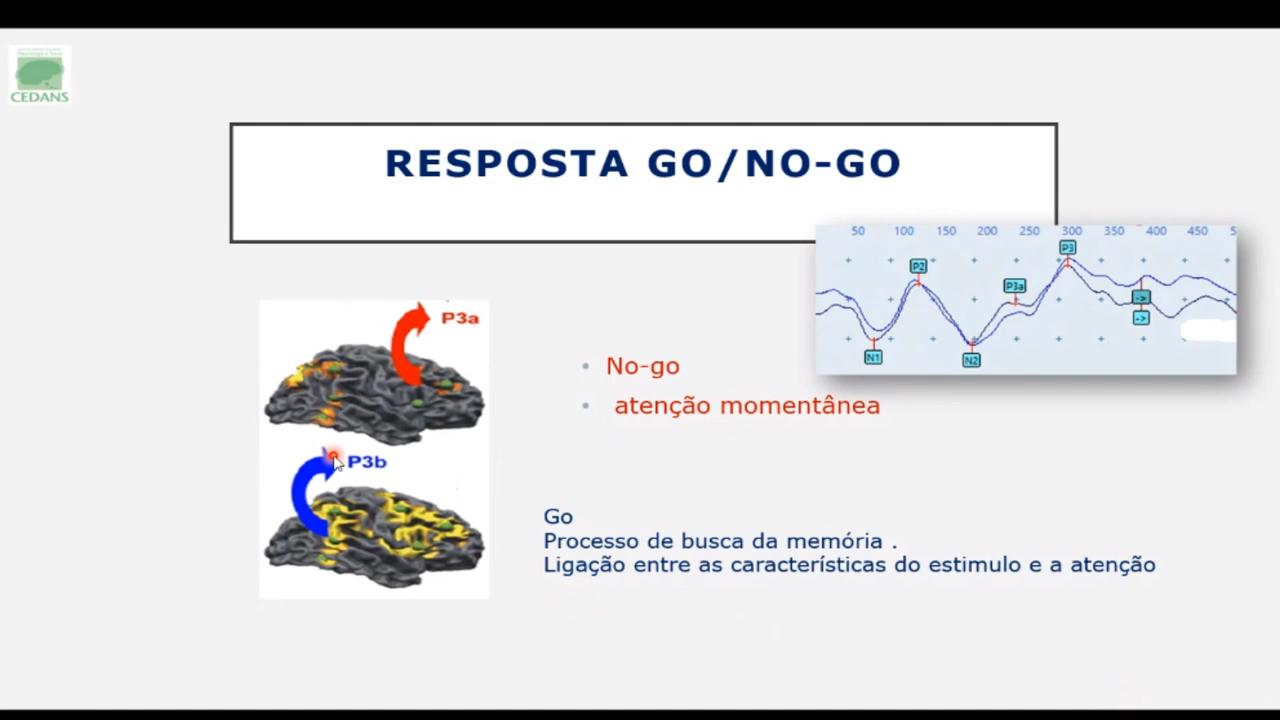 CEDANS
RESPOSTA GO/NO-GO
50 100 150 200 250 300 350 400 450
P3
P2
P3a
->
->
N1
N2
P3a
No-go
atenção momentânea
P3b
Go
Processo de busca da memória .
Ligação entre as características do estimulo e a atenção